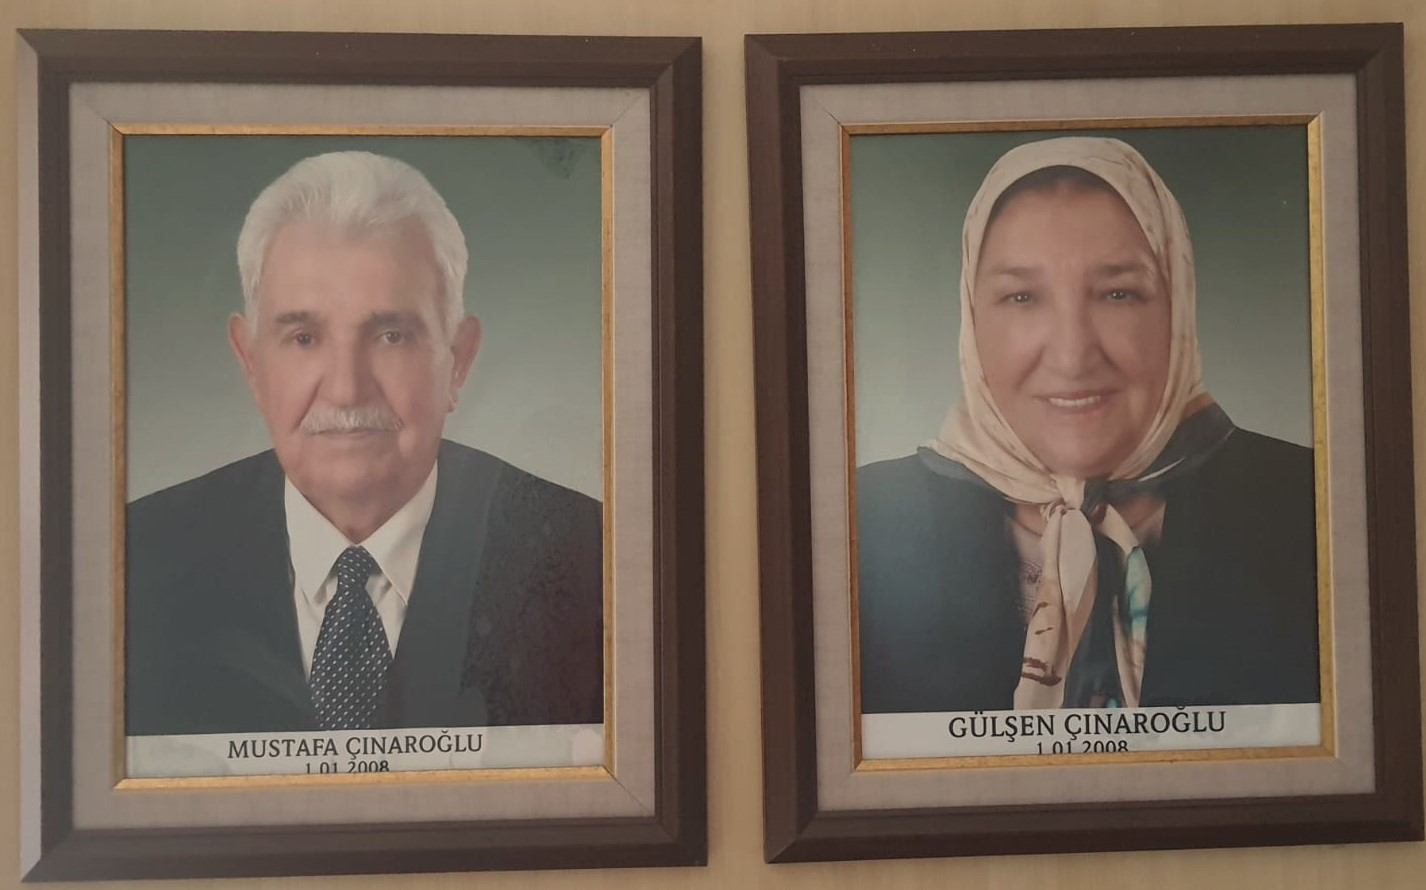 MUSTAFA ÇINAROĞLU
1.01.2008
GÜLŞEN ÇINAROĞLU
1.01.2008